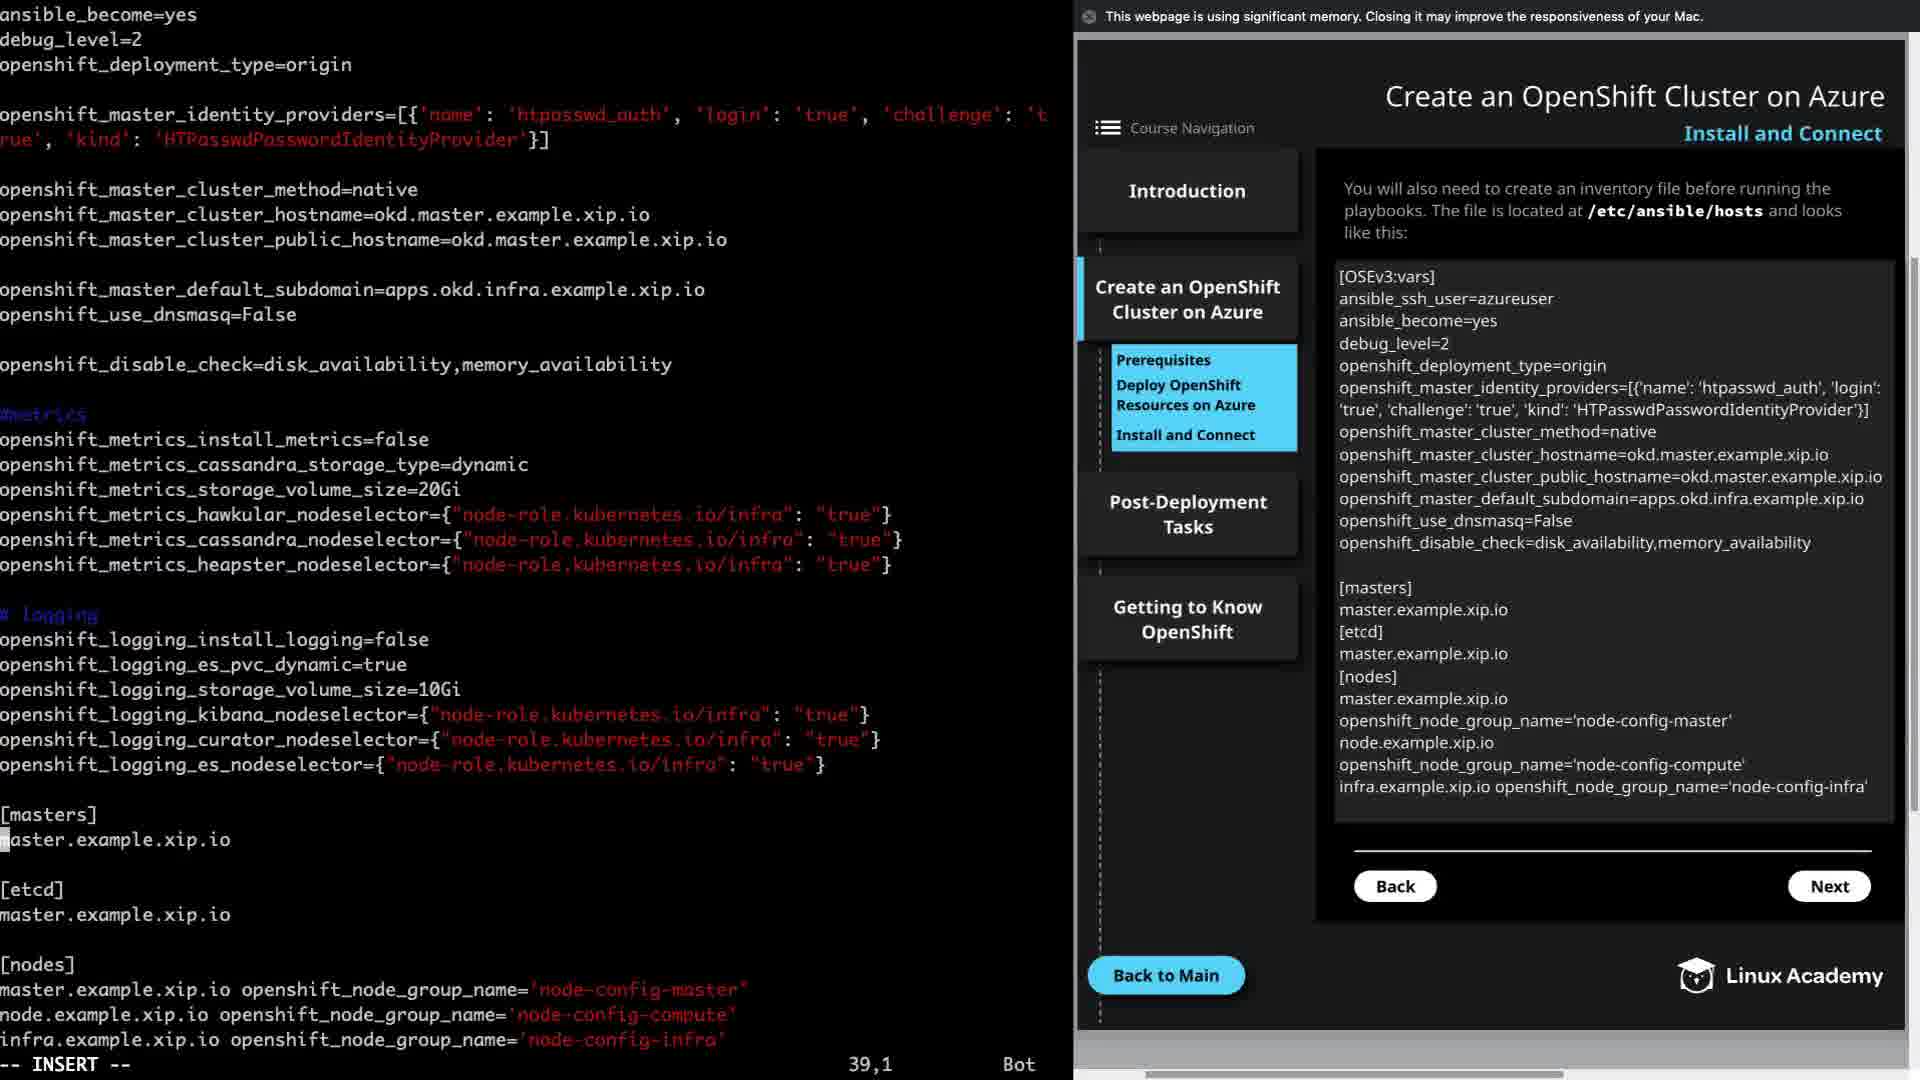 ansible_become=yes
debug_level=2
openshift_deployment_type=origin
openshift_master_identity_providers=[{'name': 'htpasswd_auth', 'login': 'true', 'challenge': 't
rue', 'kind': 'HTPasswdPasswordIdentityProvider'}]
openshift_master_cluster_method=native
openshift_master_cluster_hostname=okd.master.example.xip.io
openshift_master_cluster_public_hostname=okd.master.example.xip.io
openshift_master_default_subdomain=apps.okd.infra.example.xip.io
openshift_use_dnsmasq=False
openshift_disable_check=disk_availability,memory_availability
#metrics
openshift_metrics_install_metrics=false
openshift_metrics_cassandra_storage_type=dynamic
openshift_metrics_storage_volume_size=20Gi
openshift_metrics_hawkular_nodeselector={"node-role.kubernetes.io/infra": "true"}
openshift_metrics_cassandra_nodeselector={"node-role.kubernetes.io/infra": "true"}
openshift_metrics_heapster_nodeselector={"node-role.kubernetes.io/infra": "true"}
# logging
openshift_logging_install_logging=false
openshift_logging_es_pvc_dynamic=true
openshift_logging_storage_volume_size=10Gi
openshift_logging_kibana_nodeselector={"node-role.kubernetes.io/infra": "true"}
openshift_logging_curator_nodeselector={"node-role.kubernetes.io/infra": "true"}
openshift_logging_es_nodeselector={"node-role.kubernetes.io/infra": "true"}
[masters]
master.example.xip.io
[etcd]
master.example.xip.io
[nodes]
master.example.xip.io openshift_node_group_name='node-config-master'
node.example.xip.io openshift_node_group_name='node-config-compute'
infra.example.xip.io openshift_node_group_name='node-config-infra'
-- INSERT -- 39,1 Bot
This webpage is using significant memory. Closing it may improve the responsiveness of your Mac.
Create an OpenShift Cluster on Azure
Install and Connect
Course Navigation
Introduction
Create an OpenShift
Cluster on Azure
Prerequisites
Deploy OpenShift
Resources on Azure
Install and Connect
Post-Deployment
Tasks
Getting to Know
OpenShift
Back to Main
You will also need to create an inventory file before running the
playbooks. The file is located at /etc/ansible/hosts and looks
like this:
[OSEv3:vars]
ansible_ssh_user=azureuser
ansible_become=yes
debug_level=2
openshift_deployment_type=origin
openshift_master_identity_providers=[{'name': 'htpasswd_auth', 'login':
'true', 'challenge': 'true', 'kind': 'HTPasswdPasswordIdentityProvider'}]
openshift_master_cluster_method=native
openshift_master_cluster_hostname=okd.master.example.xip.io
openshift_master_cluster_public_hostname=okd.master.example.xip.io
openshift_master_default_subdomain=apps.okd.infra.example.xip.io
openshift_use_dnsmasq=False
openshift_disable_check=disk_availability,memory_availability
[masters]
master.example.xip.io
[etcd]
master.example.xip.io
[nodes]
master.example.xip.io
openshift_node_group_name='node-config-master'
node.example.xip.io
openshift_node_group_name='node-config-compute'
infra.example.xip.io openshift_node_group_name='node-config-infra'
Back
Next
Linux Academy